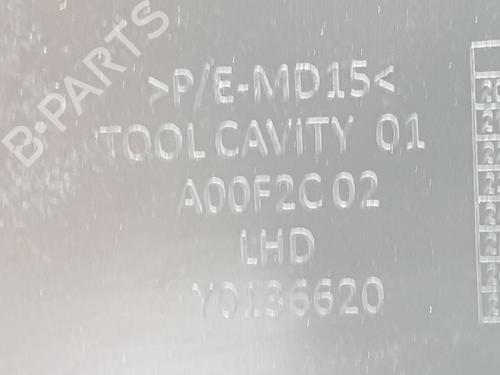 B-PARTS
>P/E-MD15<
TOOL CAVITY 01
A00F2C 02
LHD
Y0136620